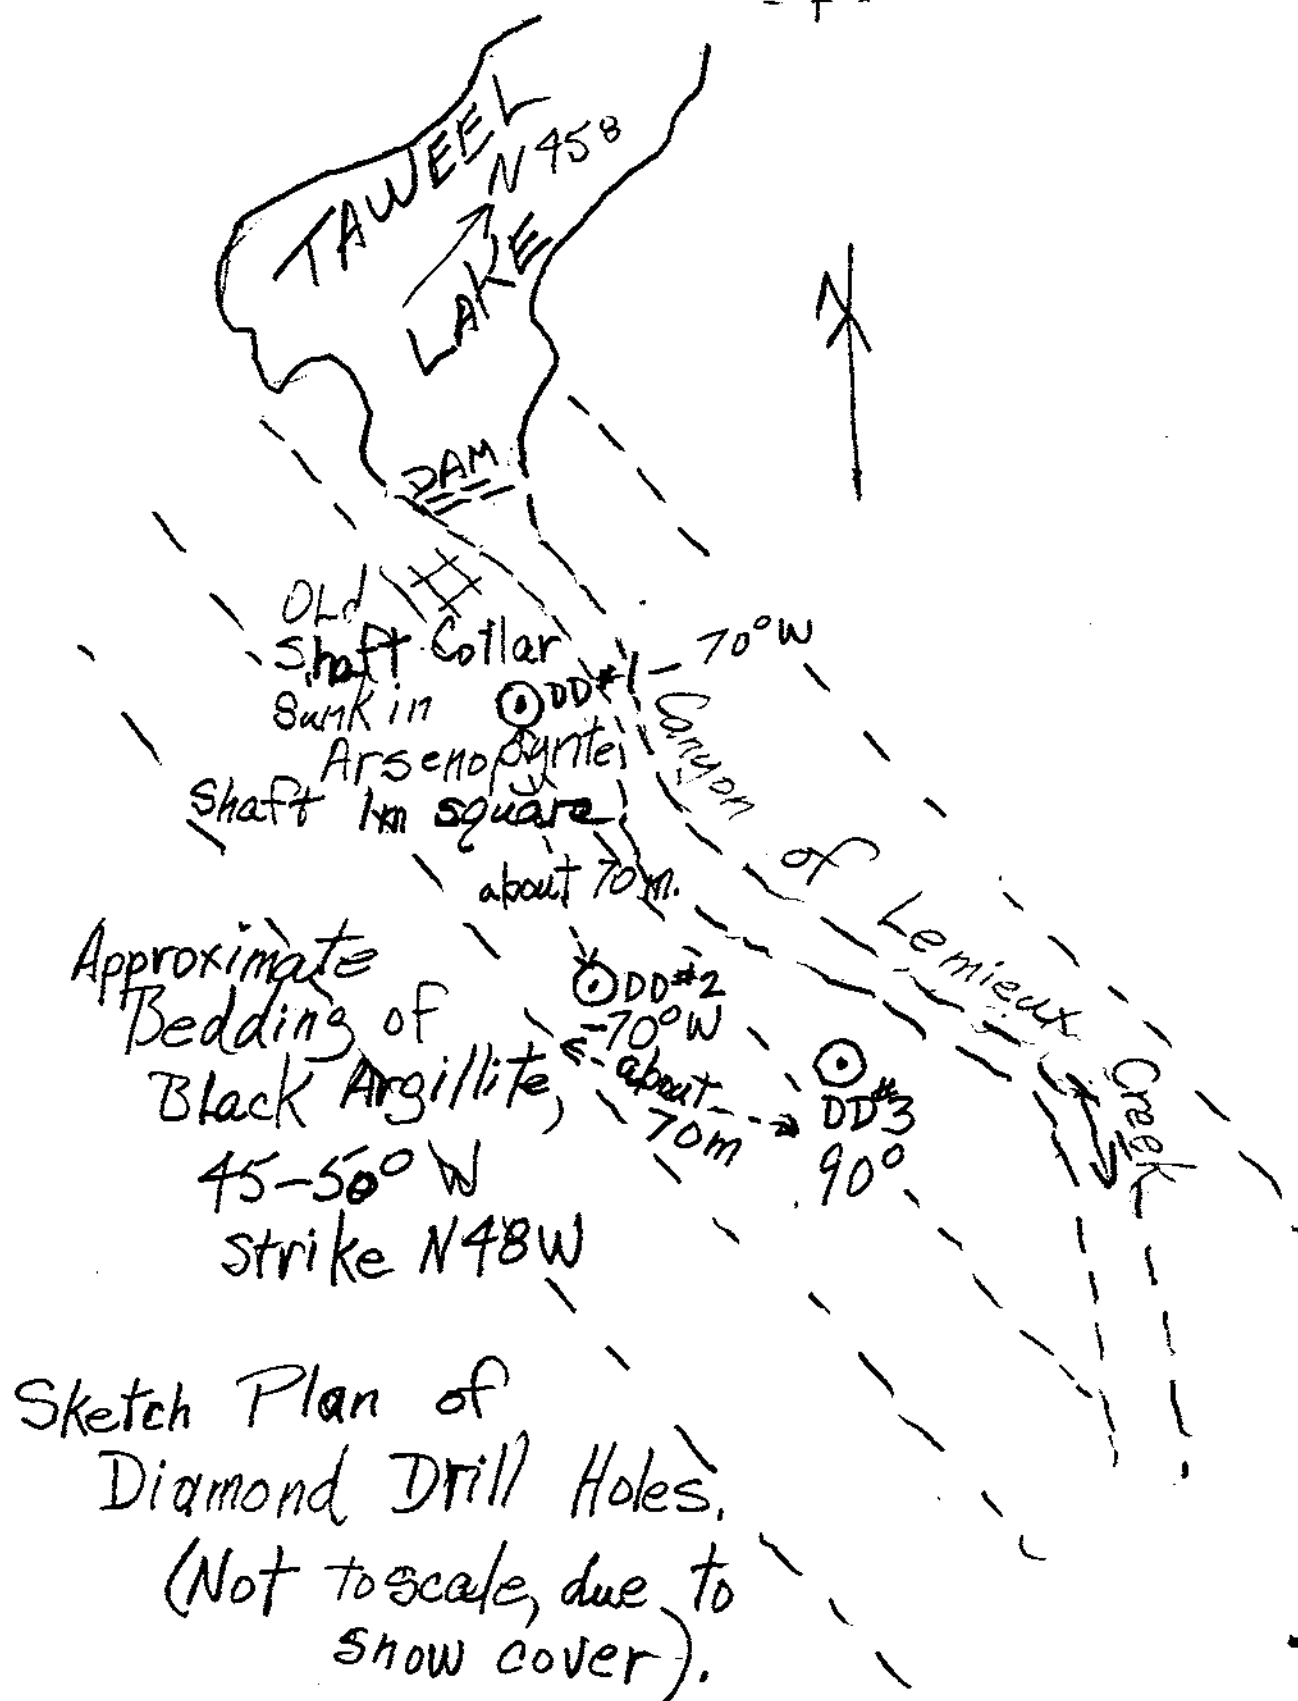 TAWEEL
N 45°
LAKE
N
DAM
OLd
Shaft Collar
Sunk in
Arsenopyrite
Shaft 1m square
DD#1 - 70° W
about 70m.
Canyon of Lemieux Creek
DD#2
-70° W
about
70m
DD#3
90°
Approximate
Bedding of
Black Argillite,
45-50° W
Strike N48W
Sketch Plan of
Diamond Drill Holes.
(Not to scale, due to
snow cover).